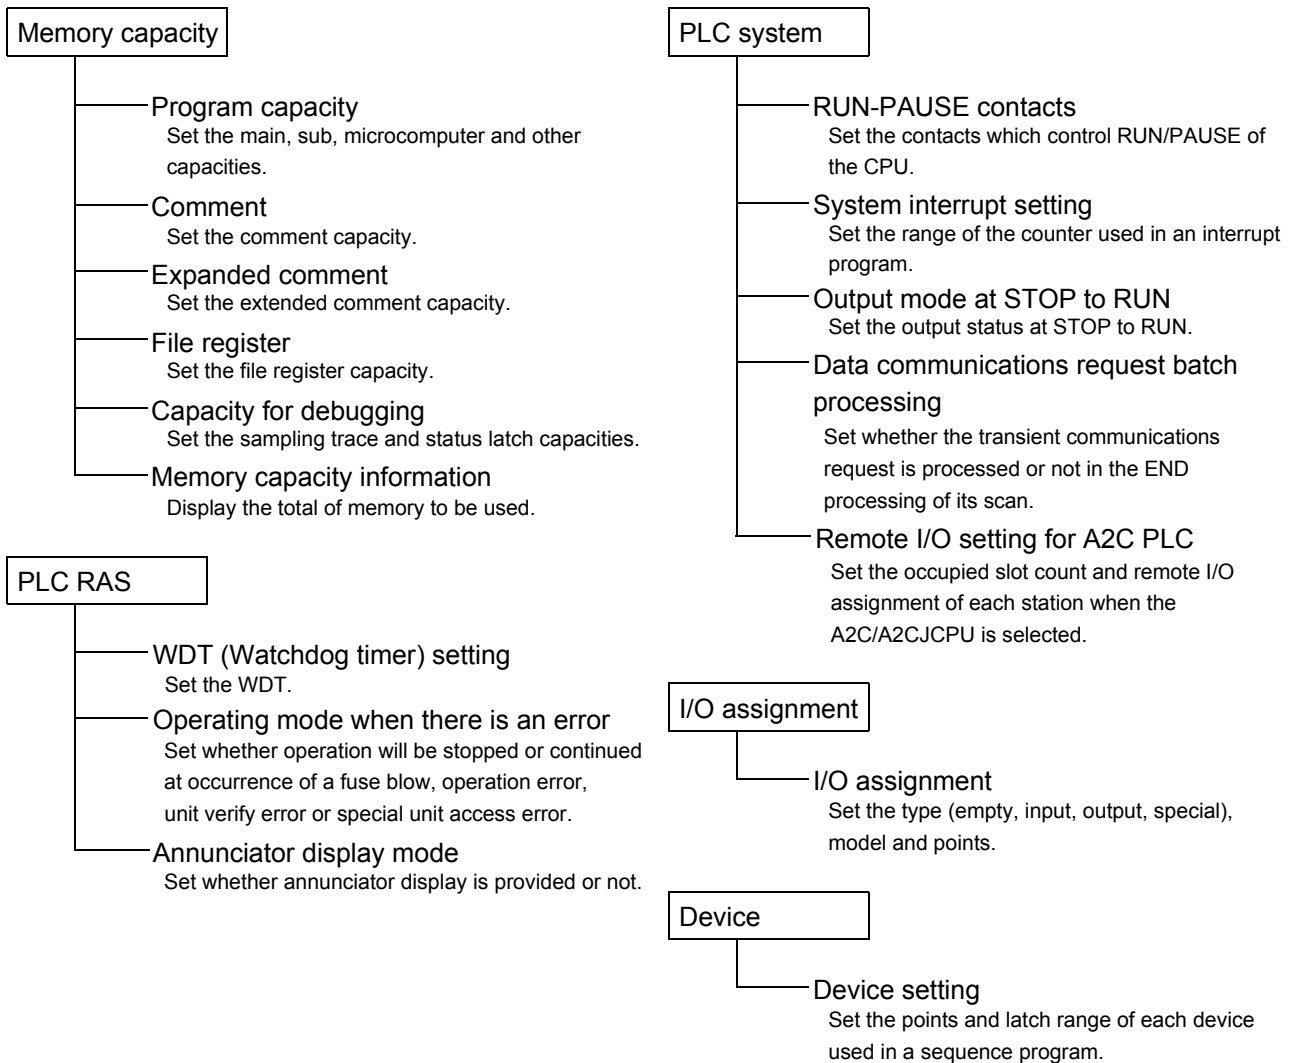 Memory capacity
Program capacity
Set the main, sub, microcomputer and other
capacities.
Comment
Set the comment capacity.
Expanded comment
Set the extended comment capacity.
File register
Set the file register capacity.
Capacity for debugging
Set the sampling trace and status latch capacities.
Memory capacity information
Display the total of memory to be used.
PLC RAS
WDT (Watchdog timer) setting
Set the WDT.
Operating mode when there is an error
Set whether operation will be stopped or continued
at occurrence of a fuse blow, operation error,
unit verify error or special unit access error.
Annunciator display mode
Set whether annunciator display is provided or not.
PLC system
RUN-PAUSE contacts
Set the contacts which control RUN/PAUSE of
the CPU.
System interrupt setting
Set the range of the counter used in an interrupt
program.
Output mode at STOP to RUN
Set the output status at STOP to RUN.
Data communications request batch
processing
Set whether the transient communications
request is processed or not in the END
processing of its scan.
Remote I/O setting for A2C PLC
Set the occupied slot count and remote I/O
assignment of each station when the
A2C/A2CJCPU is selected.
I/O assignment
I/O assignment
Set the type (empty, input, output, special),
model and points.
Device
Device setting
Set the points and latch range of each device
used in a sequence program.